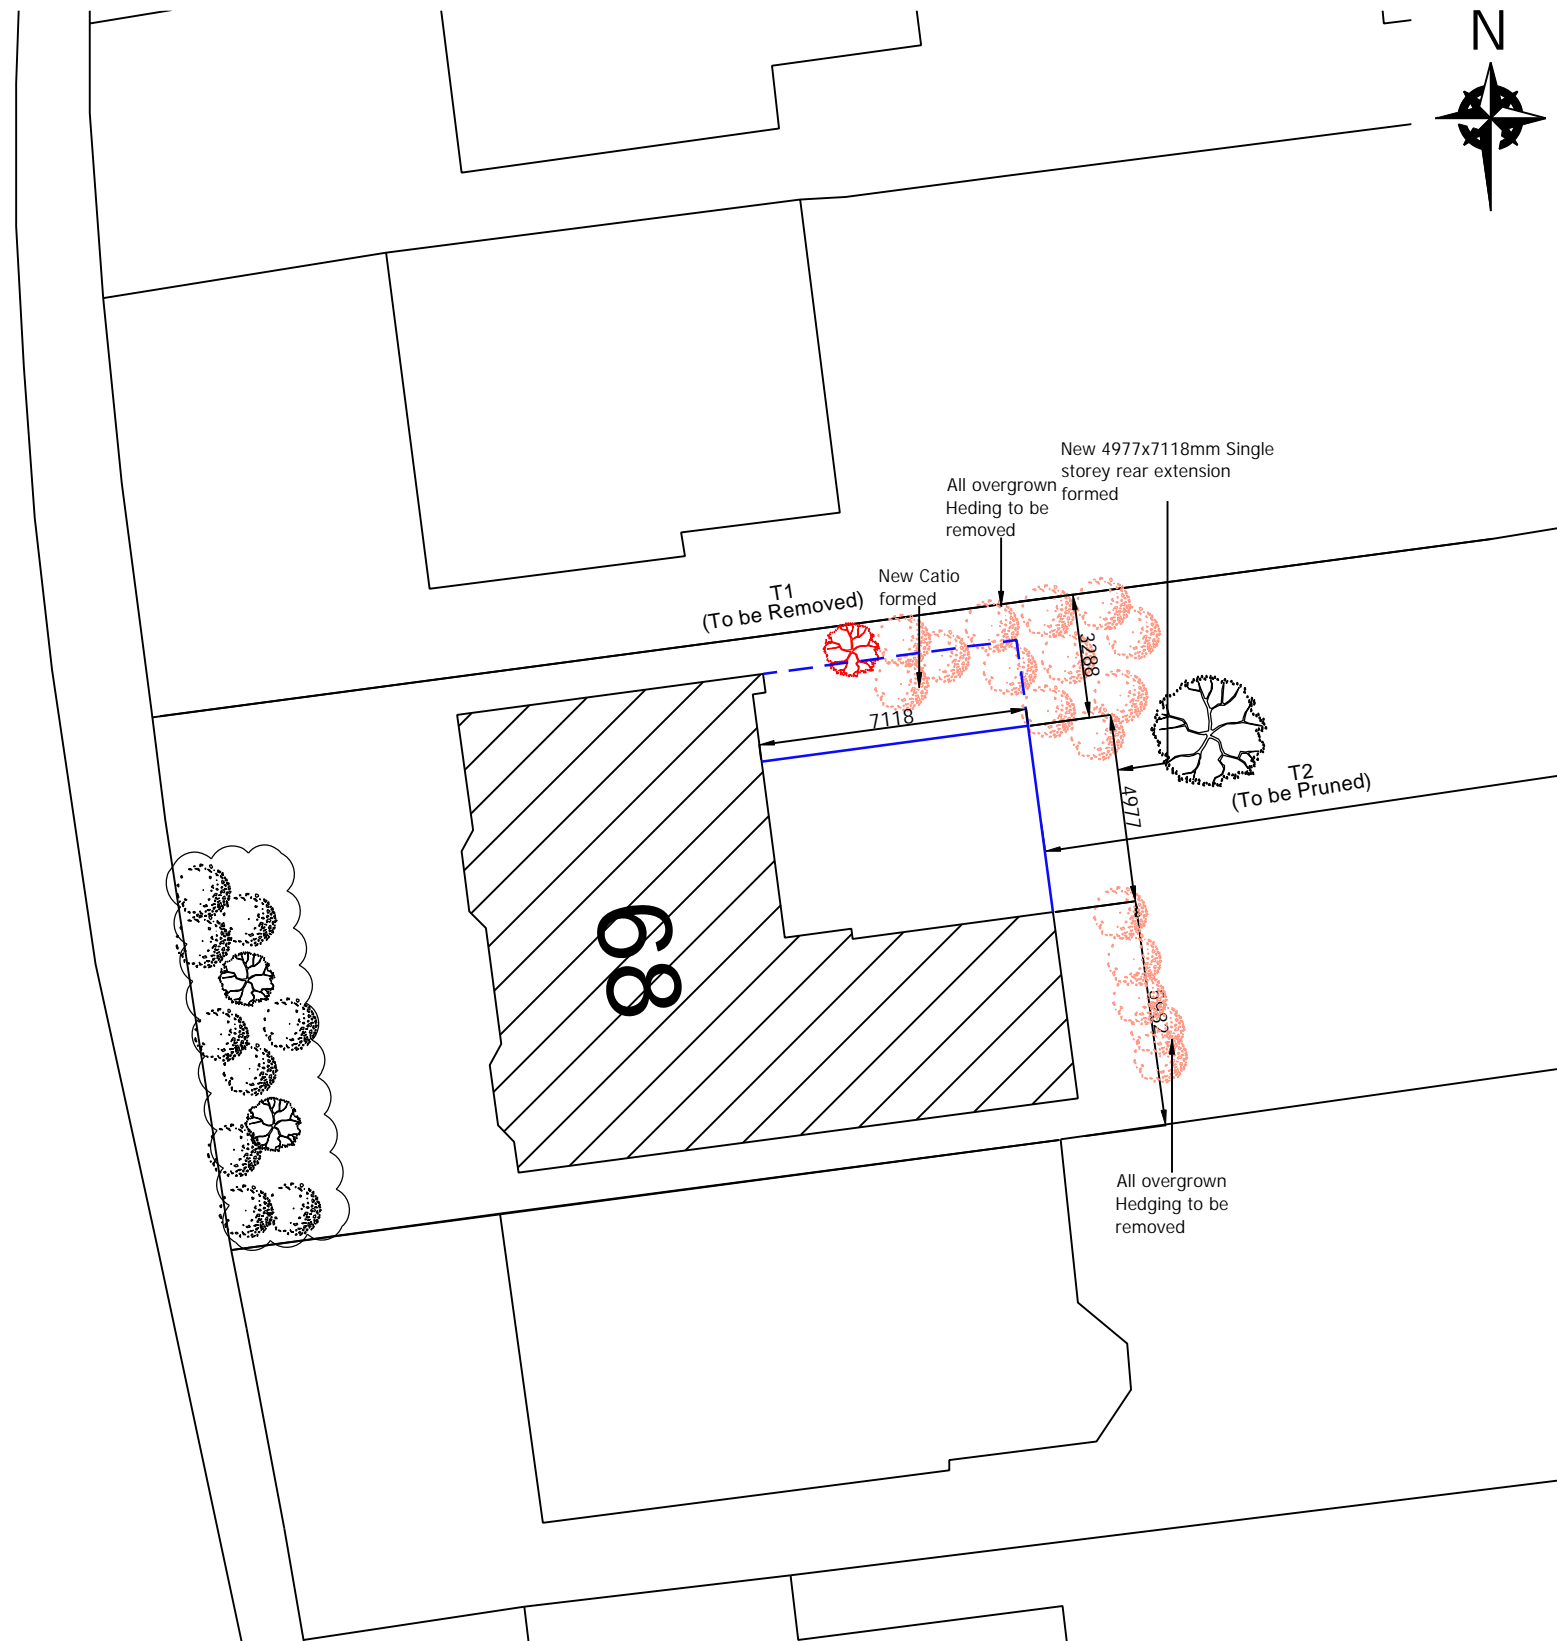 N
New 4977x7118mm Single
storey rear extension
formed
All overgrown
Heding to be
removed
New Catio
formed
T1
(To be Removed)
3288
7118
4977
T2
(To be Pruned)
68
All overgrown
Hedging to be
removed